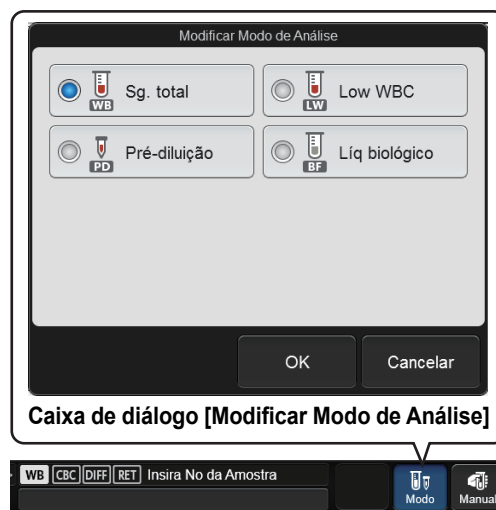 Modificar Modo de Análise
WB Sg. total
LW Low WBC
PD Pré-diluição
BF Líq biológico
OK Cancelar
Caixa de diálogo [Modificar Modo de Análise]
WB CBC DIFF RET Insira No da Amostra
Modo Manual